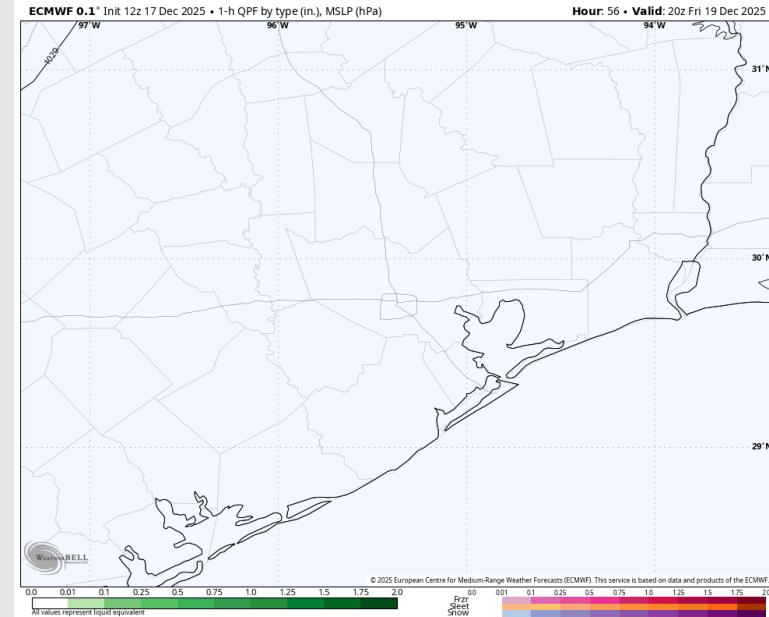 ECMWF 0.1° Init 12z 17 Dec 2025 • 1-h QPF by type (in.), MSLP (hPa)
Hour: 56 • Valid: 20z Fri 19 Dec 2025
97°W 96°W 95°W 94°W
1020
31°N
30°N
29°N
WeatherBELL
© 2025 European Centre for Medium-Range Weather Forecasts (ECMWF). This service is based on data and products of the ECMWF.
0.0 0.01 0.1 0.25 0.5 0.75 1.0 1.25 1.5 1.75 2.0
All values represent liquid equivalent
0.0 0.01 0.1 0.25 0.5 0.75 1.0 1.25 1.5 1.75 2.0
Frzr
Sleet
Snow